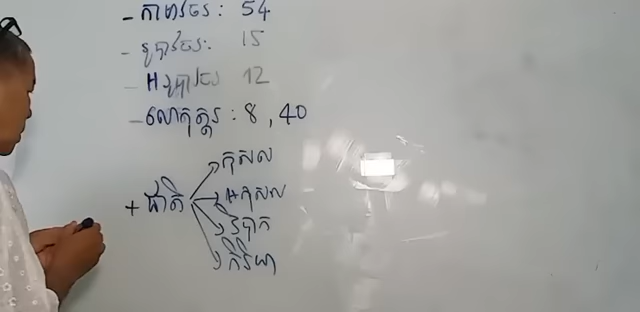 - កាមាវចរ : 54
- រូបាវចរ: 15
- អរូបាវចរ 12
- លោកុត្តរ : 8 , 40
កុសល
+ ជាតិ
អកុសល
វិបាក
កិរិយា